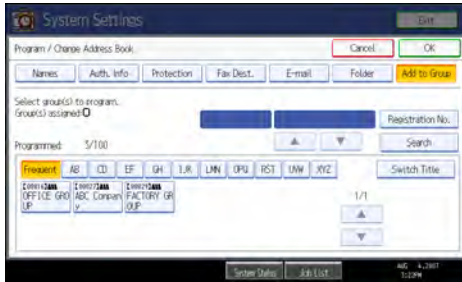 System Settings
Exit
Program / Change Address Book
Cancel
OK
Names
Auth. Info
Protection
Fax Dest.
E-mail
Folder
Add to Group
Select group(s) to program.
Group(s) assigned:0
Registration No.
Programmed:
3/100
Search
Frequent
AB
CD
EF
GH
IJK
LMN
OPQ
RST
UVW
XYZ
Switch Title
OFFICE GRO
UP
ABC Compan
y
FACTORY GR
OUP
1/1
System Status
Job List